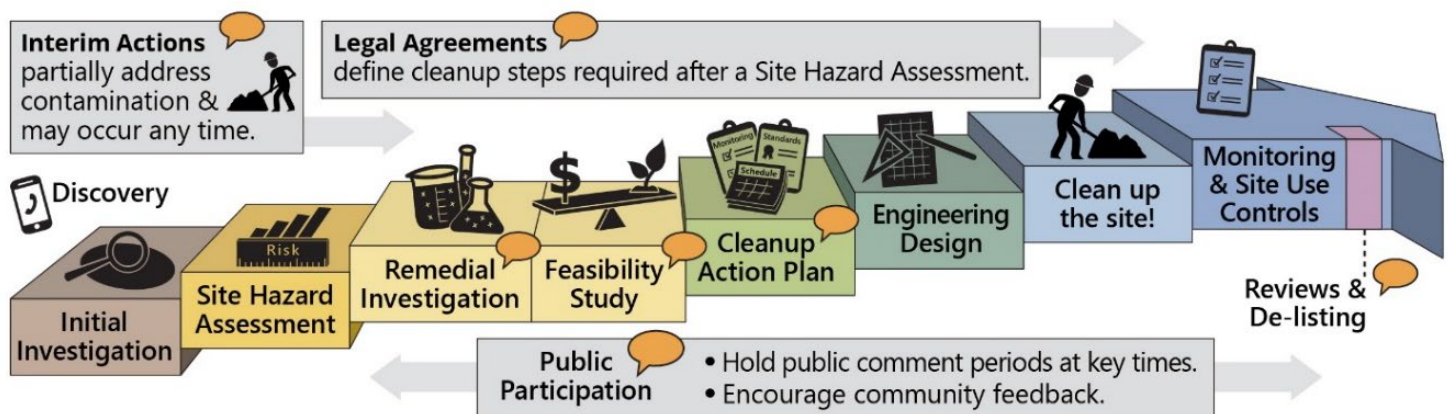 Interim Actions
partially address
contamination &
may occur any time.
Legal Agreements
define cleanup steps required after a Site Hazard Assessment.
Discovery
Initial
Investigation
Risk
Site Hazard
Assessment
Remedial
Investigation
$
Feasibility
Study
Monitoring
Standards
Schedule
Cleanup
Action Plan
Engineering
Design
Clean up
the site!
Monitoring
& Site Use
Controls
Reviews &
De-listing
Public
Participation
• Hold public comment periods at key times.
• Encourage community feedback.